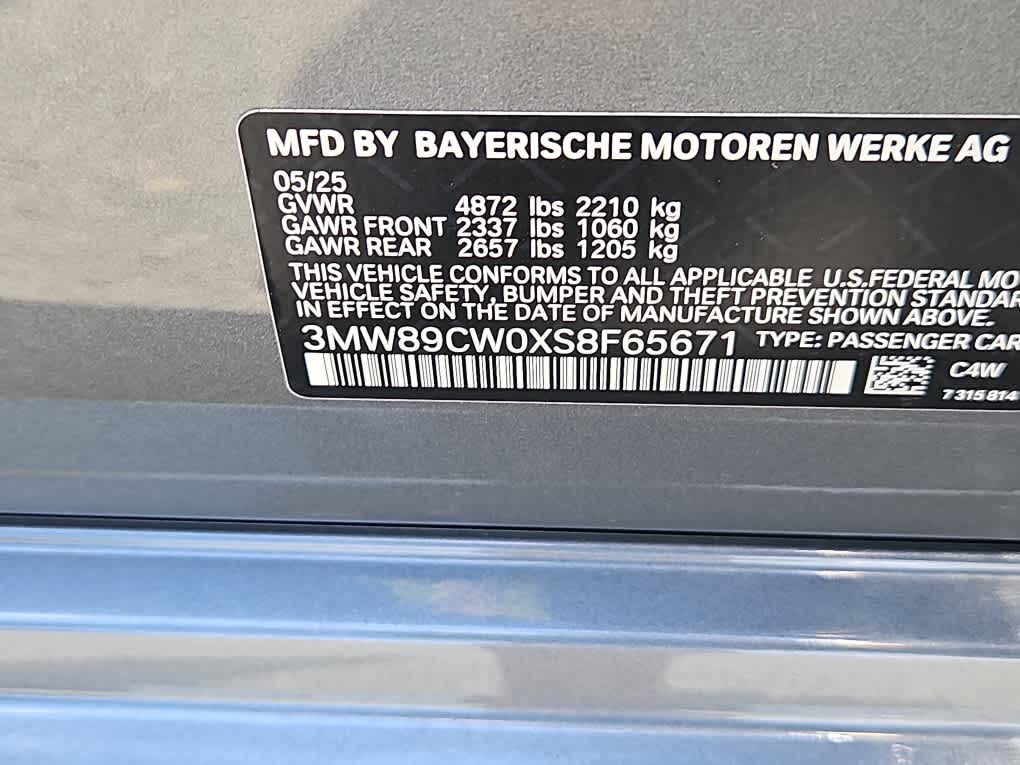 MFD BY BAYERISCHE MOTOREN WERKE AG
05/25
GVWR 4872 lbs 2210 kg
GAWR FRONT 2337 lbs 1060 kg
GAWR REAR 2657 lbs 1205 kg
THIS VEHICLE CONFORMS TO ALL APPLICABLE U.S.FEDERAL MO
VEHICLE SAFETY, BUMPER AND THEFT PREVENTION STANDAR
IN EFFECT ON THE DATE OF MANUFACTURE SHOWN ABOVE.
3MW89CW0XS8F65671 TYPE: PASSENGER CAR
C4W
7 315 814